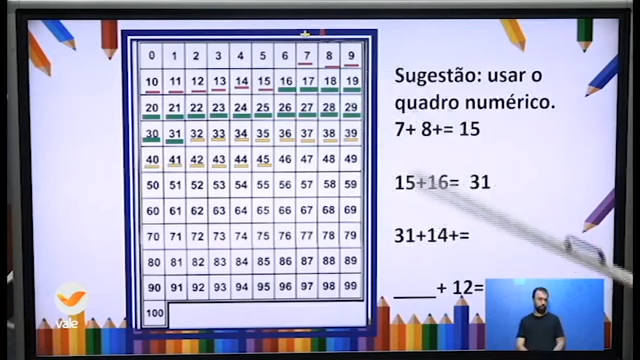 0 1 2 3 4 5 6 7 8 9
10 11 12 13 14 15 16 17 18 19
20 21 22 23 24 25 26 27 28 29
30 31 32 33 34 35 36 37 38 39
40 41 42 43 44 45 46 47 48 49
50 51 52 53 54 55 56 57 58 59
60 61 62 63 64 65 66 67 68 69
70 71 72 73 74 75 76 77 78 79
80 81 82 83 84 85 86 87 88 89
90 91 92 93 94 95 96 97 98 99
100
Sugestão: usar o
quadro numérico.
7+ 8+= 15
15+16= 31
31+14+=
____+ 12=
vale